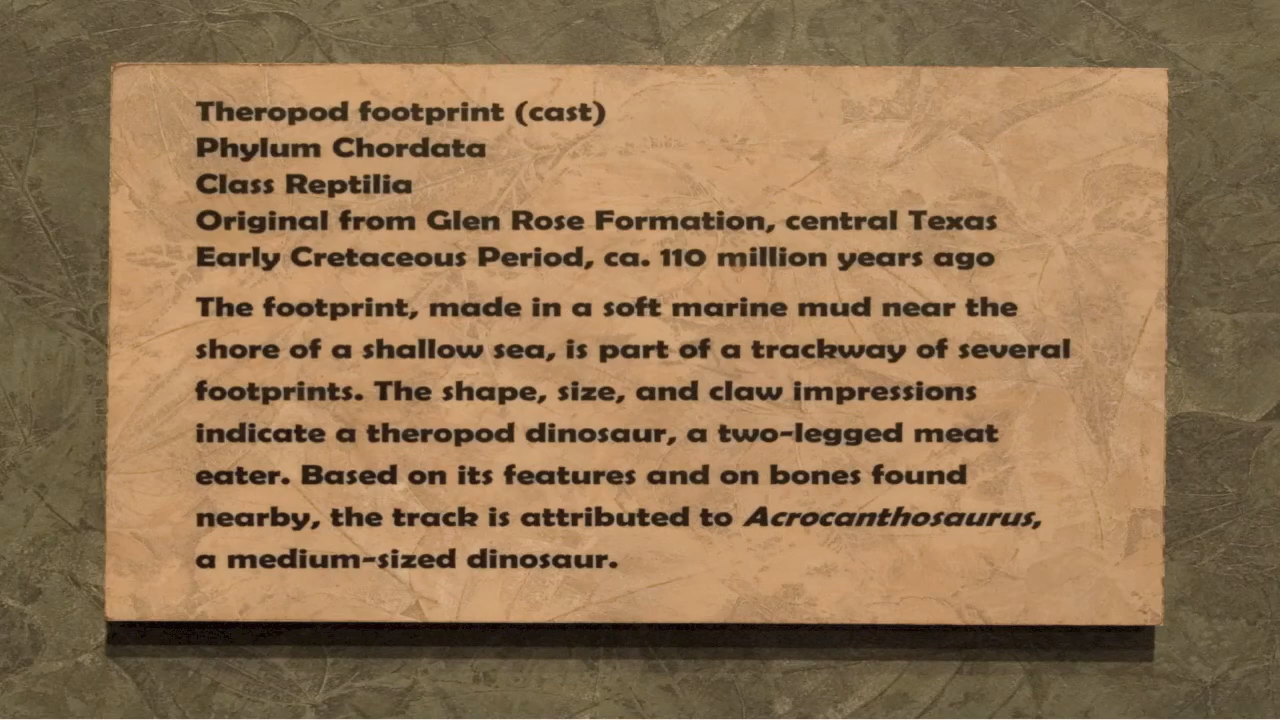 Theropod footprint (cast)
Phylum Chordata
Class Reptilia
Original from Glen Rose Formation, central Texas
Early Cretaceous Period, ca. 110 million years ago
The footprint, made in a soft marine mud near the
shore of a shallow sea, is part of a trackway of several
footprints. The shape, size, and claw impressions
indicate a theropod dinosaur, a two-legged meat
eater. Based on its features and on bones found
nearby, the track is attributed to Acrocanthosaurus,
a medium-sized dinosaur.